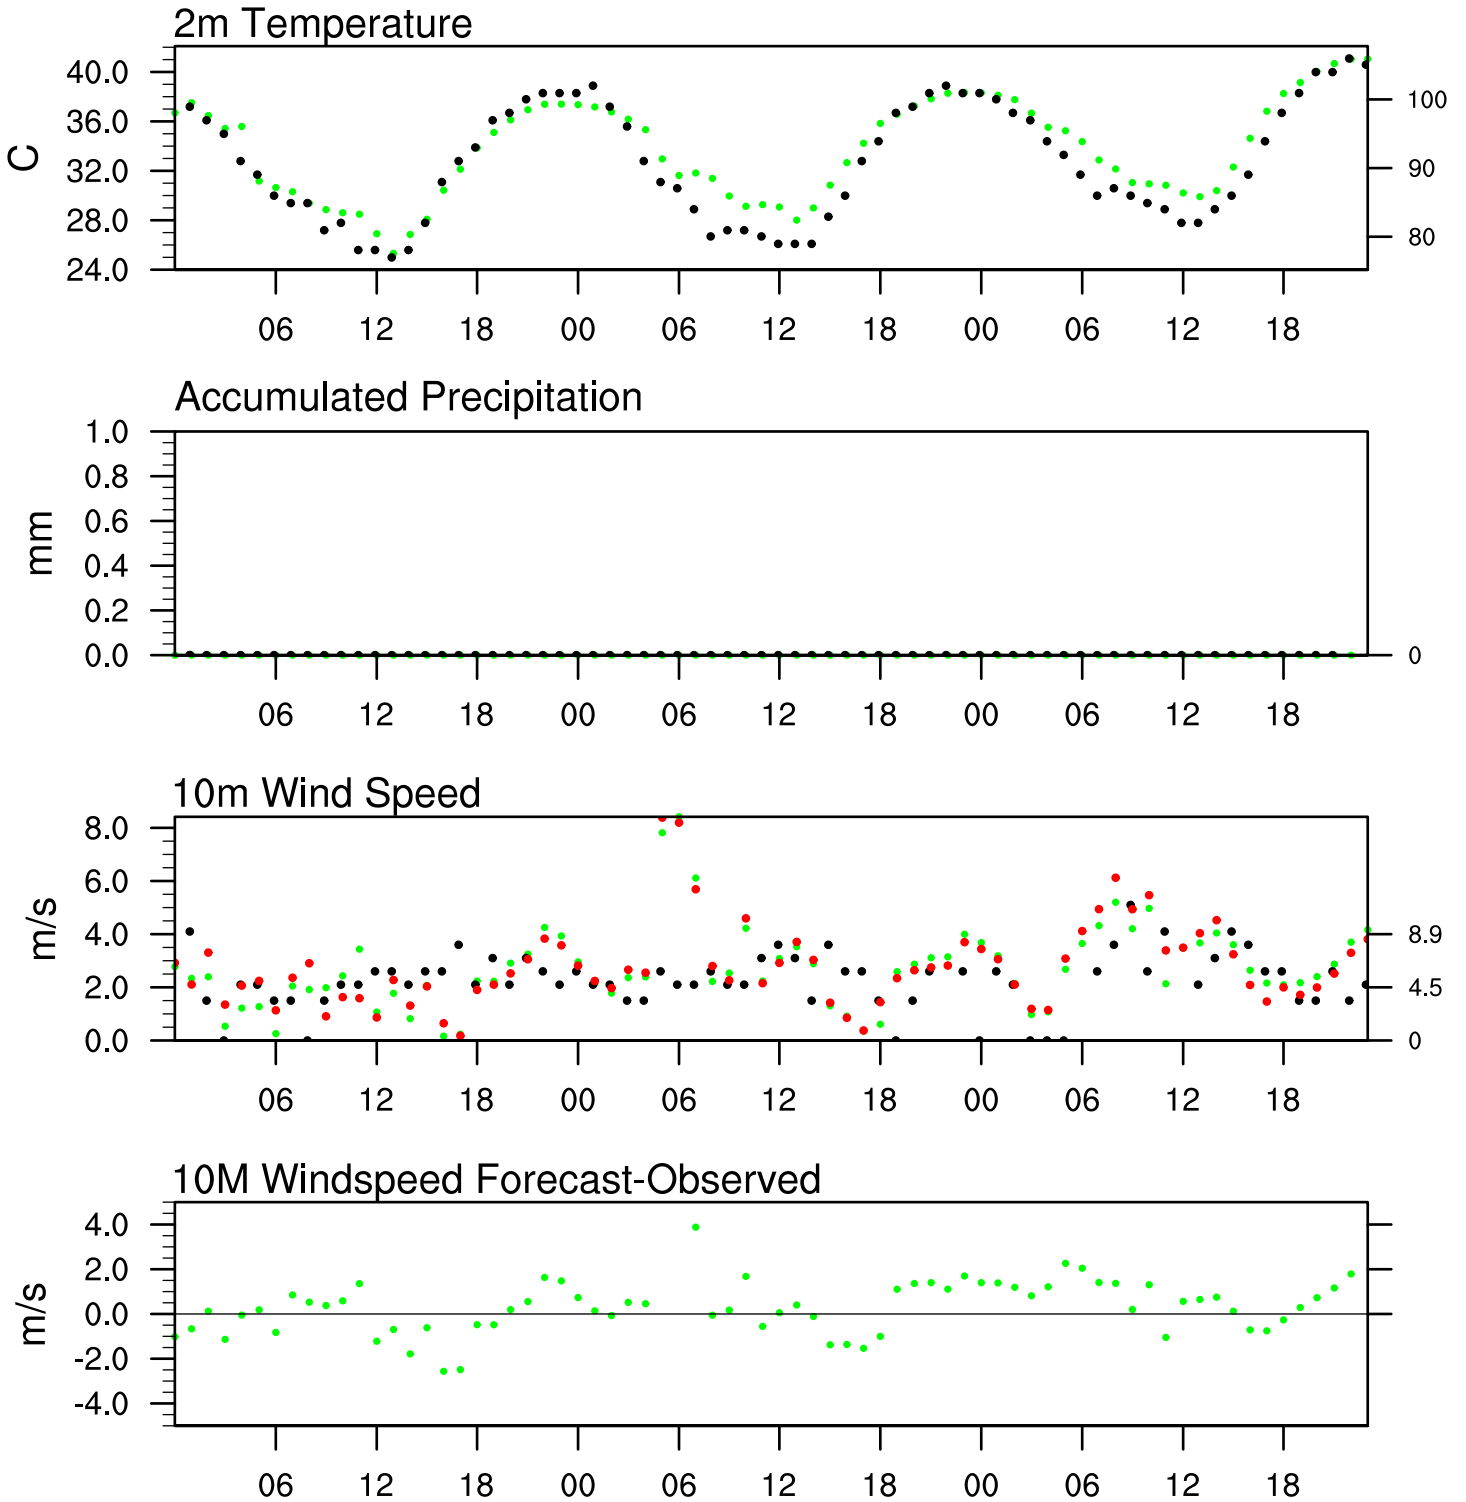 2m Temperature
40.0
36.0
32.0
28.0
24.0
C
100
90
80
06 12 18 00 06 12 18 00 06 12 18
Accumulated Precipitation
1.0
0.8
0.6
0.4
0.2
0.0
mm
0
06 12 18 00 06 12 18 00 06 12 18
10m Wind Speed
8.0
6.0
4.0
2.0
0.0
m/s
8.9
4.5
0
06 12 18 00 06 12 18 00 06 12 18
10M Windspeed Forecast-Observed
4.0
2.0
0.0
-2.0
-4.0
m/s
06 12 18 00 06 12 18 00 06 12 18